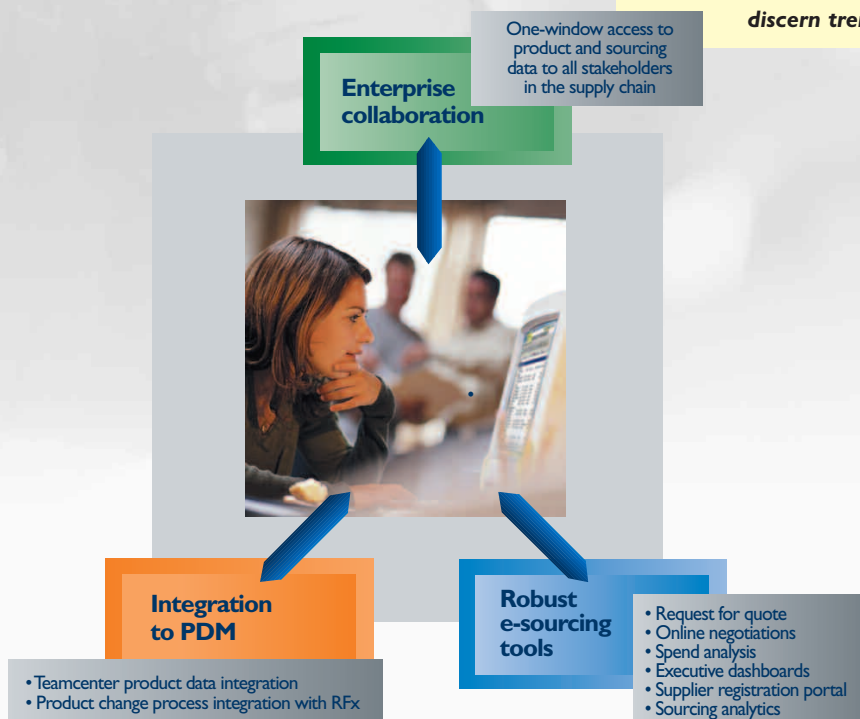 discern
One-window access to
product and sourcing
data to all stakeholders
in the supply chain
Enterprise
collaboration
Integration
to PDM
• Teamcenter product data integration
• Product change process integration with RFx
Robust
e-sourcing
tools
• Request for quote
• Online negotiations
• Spend analysis
• Executive dashboards
• Supplier registration portal
• Sourcing analytics